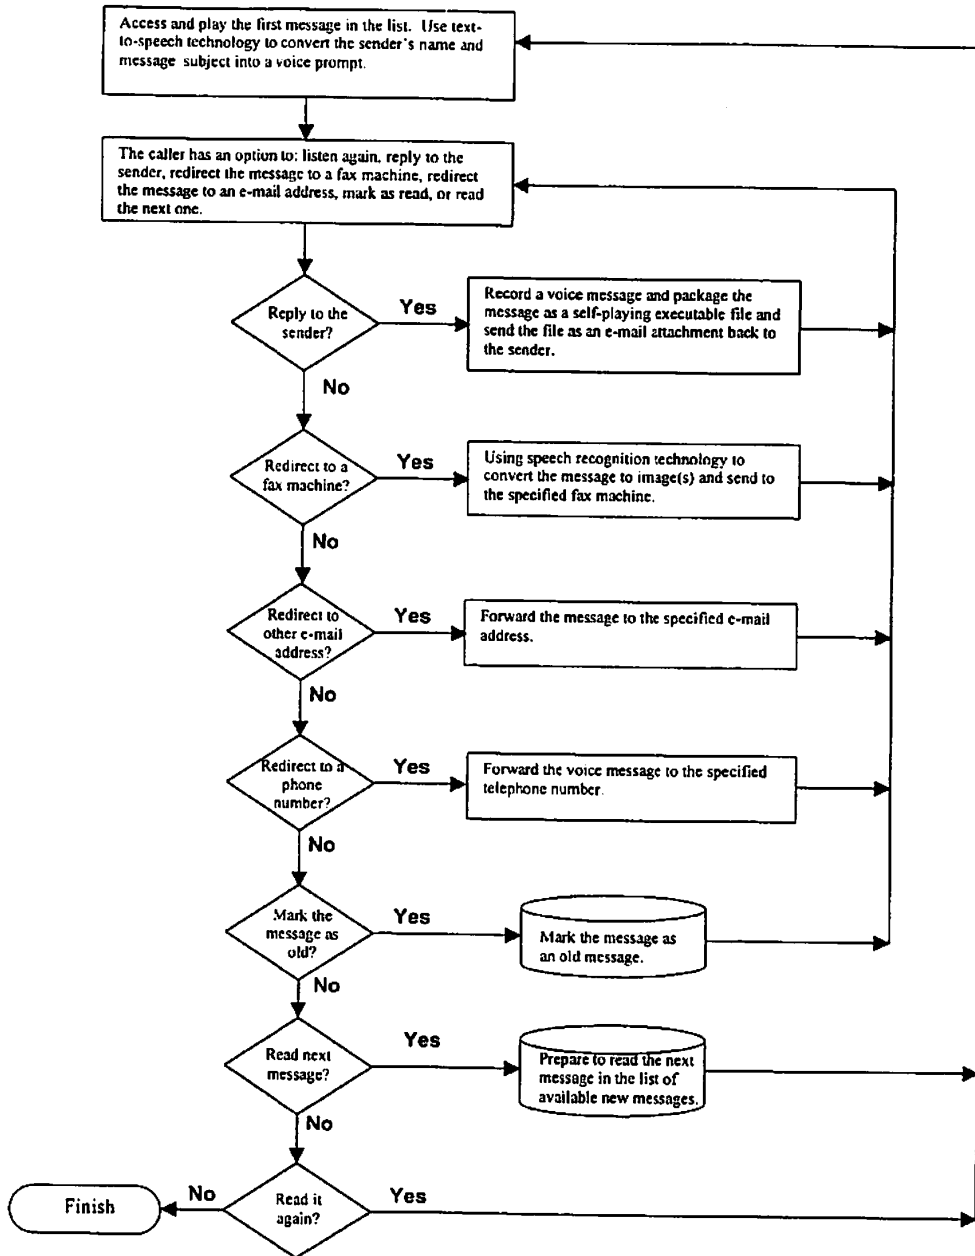 Access and play the first message in the list. Use text-
to-speech technology to convert the sender's name and
message subject into a voice prompt.
The caller has an option to: listen again, reply to the
sender, redirect the message to a fax machine, redirect
the message to an e-mail address, mark as read, or read
the next one.
Reply to the
sender?
Yes
Record a voice message and package the
message as a self-playing executable file and
send the file as an e-mail attachment back to
the sender.
No
Redirect to a
fax machine?
Yes
Using speech recognition technology to
convert the message to image(s) and send to
the specified fax machine.
No
Redirect to
other e-mail
address?
Yes
Forward the message to the specified e-mail
address.
No
Redirect to a
phone
number?
Yes
Forward the voice message to the specified
telephone number.
No
Mark the
message as
old?
Yes
Mark the message as
an old message.
No
Read next
message?
Yes
Prepare to read the next
message in the list of
available new messages.
No
Read it
again?
Yes
No
Finish